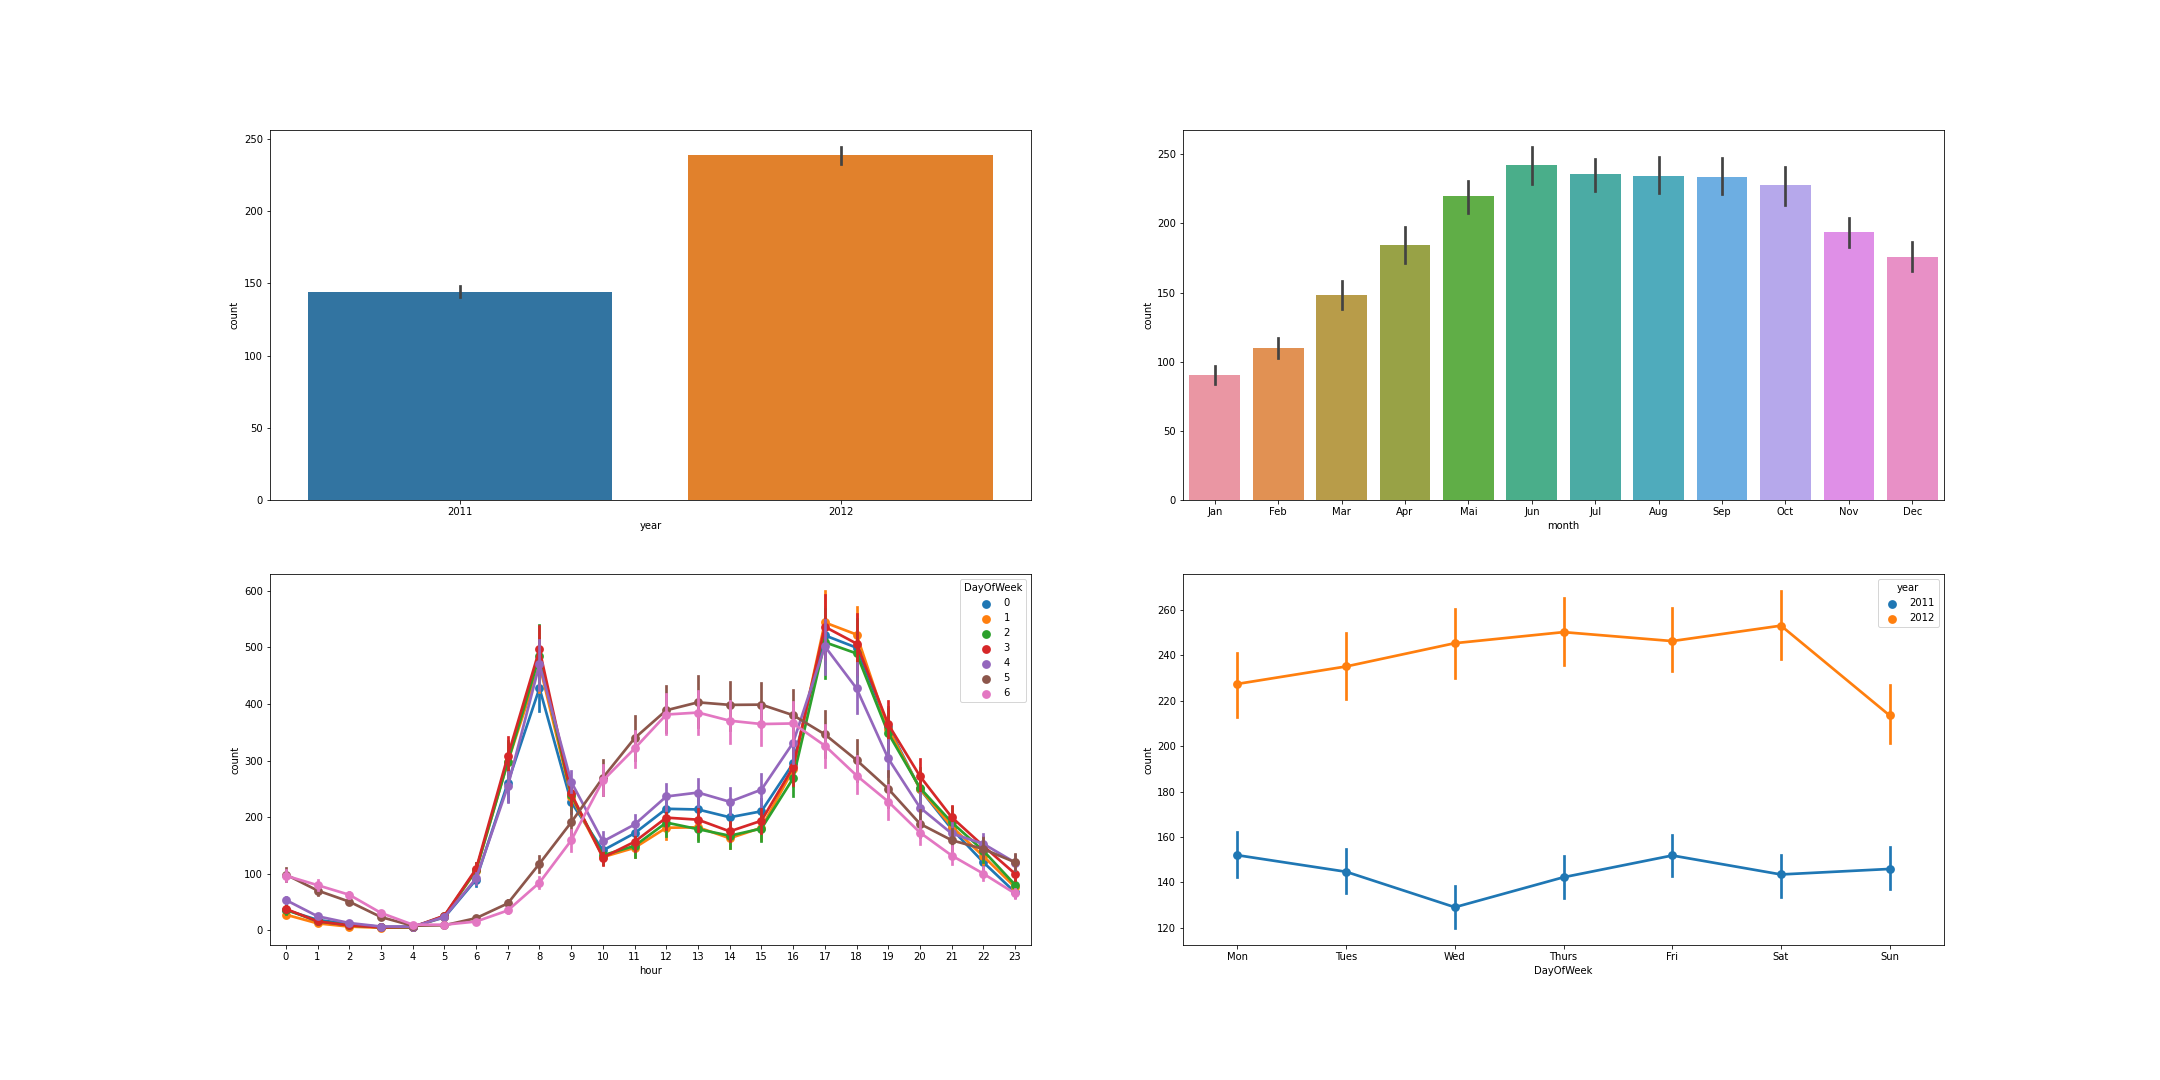 250
200
150
100
50
0
count
2011 2012
year
250
200
150
100
50
0
count
Jan Feb Mar Apr Mai Jun Jul Aug Sep Oct Nov Dec
month
600
500
400
300
200
100
0
count
DayOfWeek
0
1
2
3
4
5
6
0 1 2 3 4 5 6 7 8 9 10 11 12 13 14 15 16 17 18 19 20 21 22 23
hour
260
240
220
200
180
160
140
120
count
year
2011
2012
Mon Tues Wed Thurs Fri Sat Sun
DayOfWeek